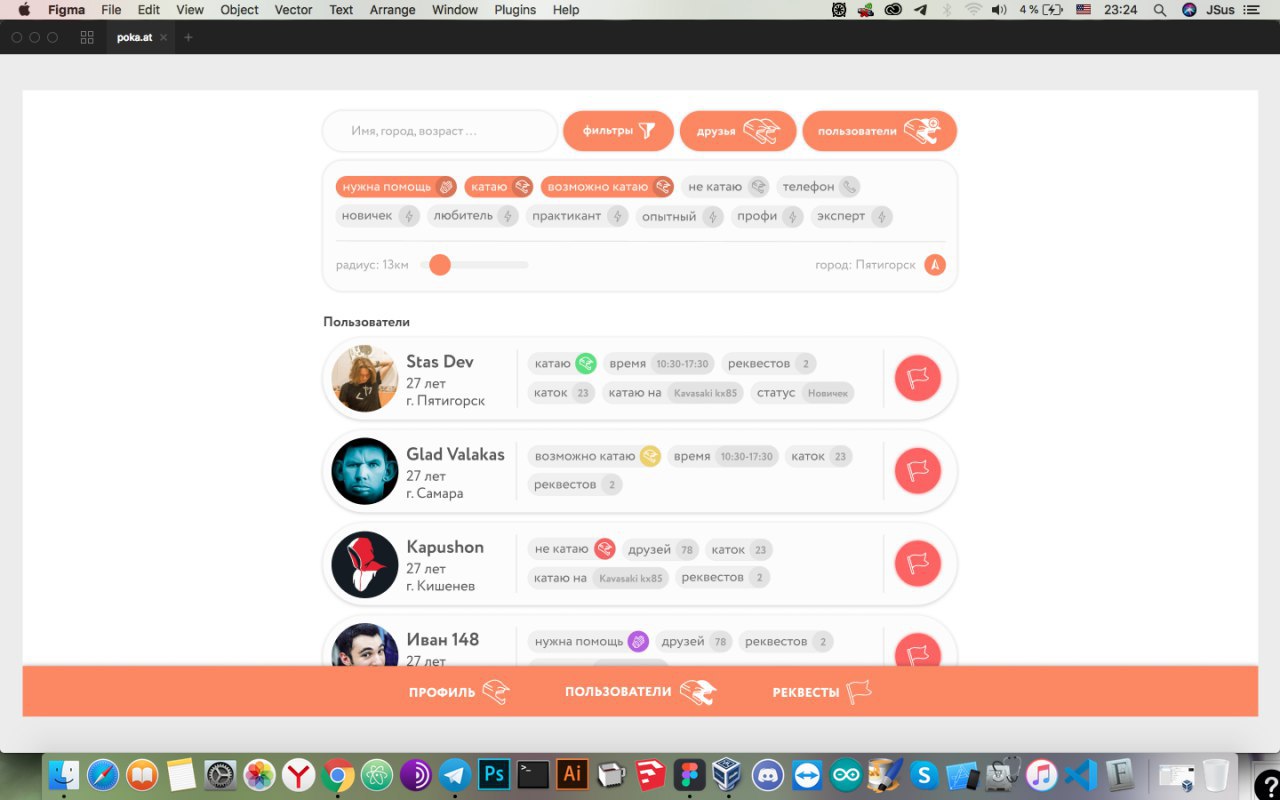 Figma File Edit View Object Vector Text Arrange Window Plugins Help 4 % 23:24 JSus
poka.at
Имя, город, возраст ... фильтры друзья пользователи
нужна помощь катаю возможно катаю не катаю телефон
новичек любитель практикант опытный профи эксперт
радиус: 13км город: Пятигорск
Пользователи
Stas Dev
27 лет
г. Пятигорск
катаю время 10:30-17:30 реквестов 2
каток 23 катаю на Kavasaki kx85 статус Новичек
Glad Valakas
27 лет
г. Самара
возможно катаю время 10:30-17:30 каток 23
реквестов 2
Kapushon
27 лет
г. Кишенев
не катаю друзей 78 каток 23
катаю на Kavasaki kx85 реквестов 2
Иван 148
27 лет
нужна помощь друзей 78 реквестов 2
ПРОФИЛЬ ПОЛЬЗОВАТЕЛИ РЕКВЕСТЫ
Ps Ai
?